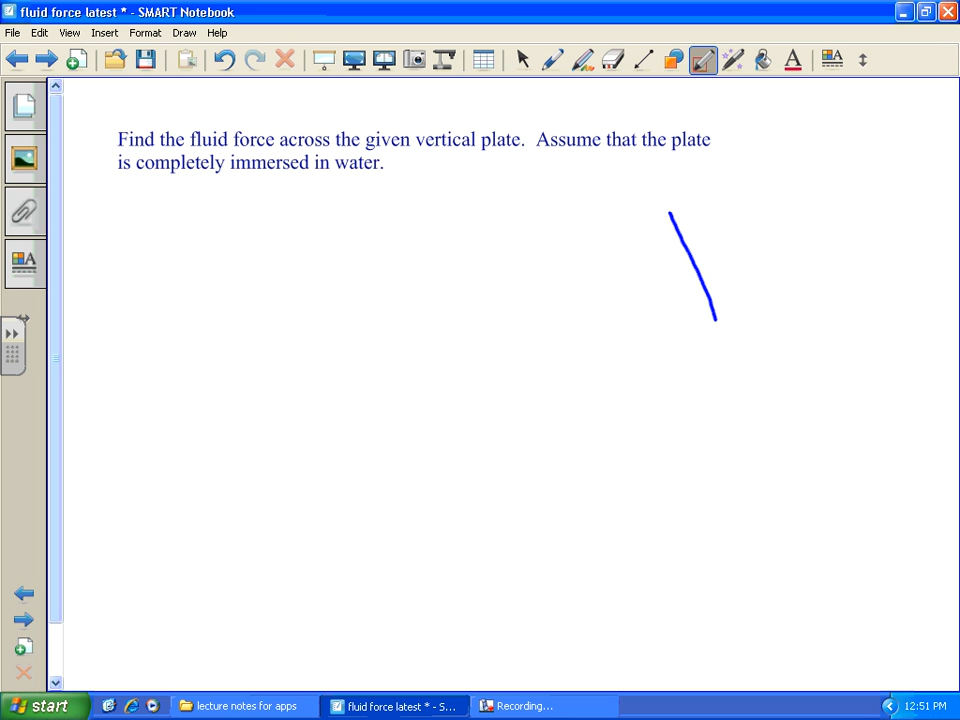 fluid force latest * - SMART Notebook
File Edit View Insert Format Draw Help
Find the fluid force across the given vertical plate. Assume that the plate
is completely immersed in water.
start
lecture notes for apps
fluid force latest * - S...
Recording...
12:51 PM